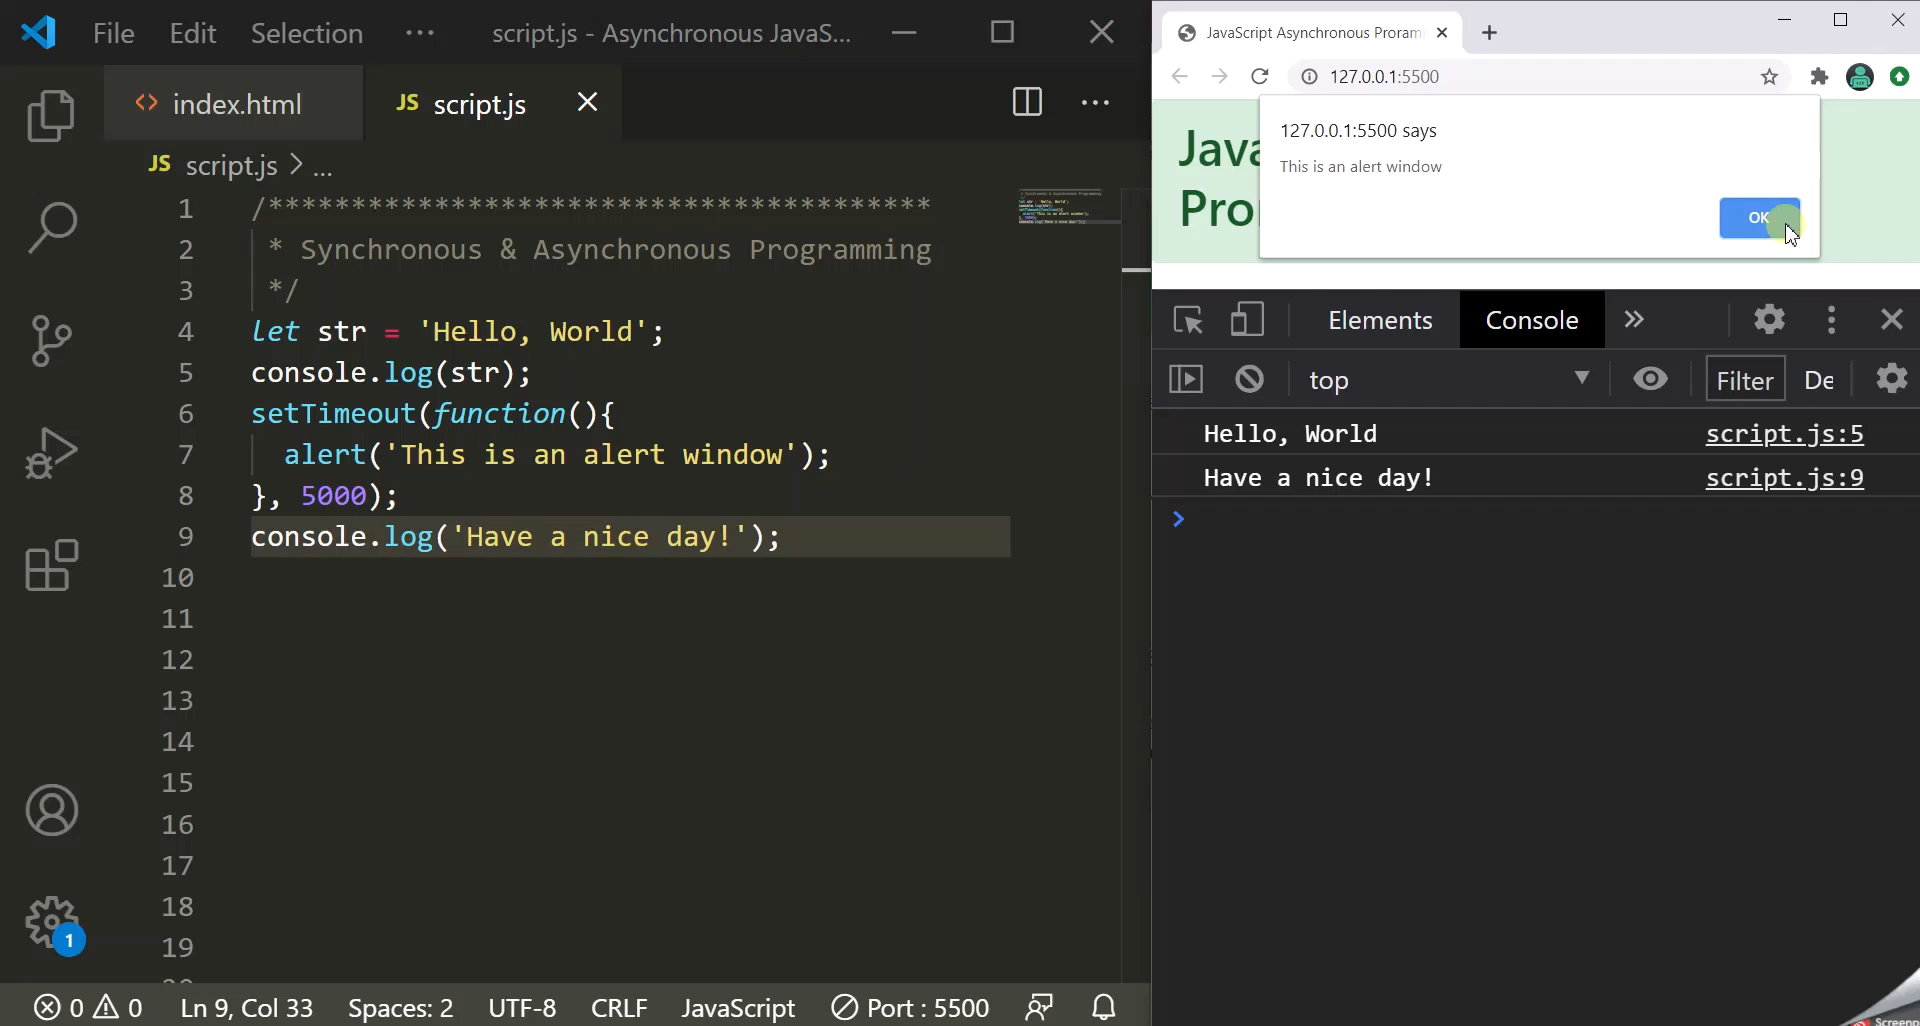 File Edit Selection ··· script.js - Asynchronous JavaS...
index.html
JS script.js
JS script.js > ...
1 /****************************************
2 * Synchronous & Asynchronous Programming
3 */
4 let str = 'Hello, World';
5 console.log(str);
6 setTimeout(function(){
7 alert('This is an alert window');
8 }, 5000);
9 console.log('Have a nice day!');
10
11
12
13
14
15
16
17
18
19
1
0 0 Ln 9, Col 33 Spaces: 2 UTF-8 CRLF JavaScript Port : 5500
JavaScript Asynchronous Proram
127.0.0.1:5500
Java
Pro
127.0.0.1:5500 says
This is an alert window
OK
Elements Console
top Filter De
Hello, World script.js:5
Have a nice day! script.js:9